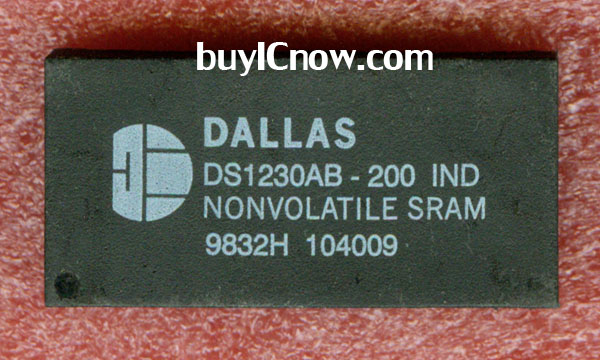 buyICnow.com
DALLAS
DS1230AB - 200 IND
NONVOLATILE SRAM
9832H 104009